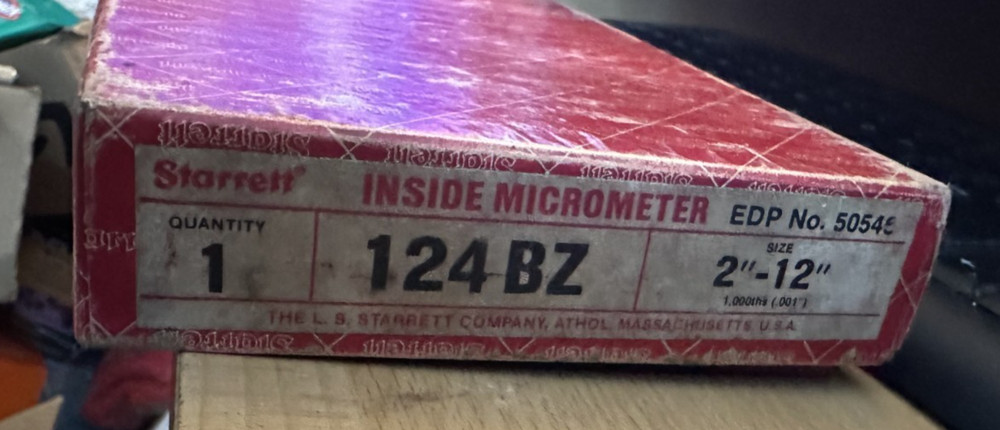 Starrett® INSIDE MICROMETER EDP No.
QUANTITY
1
124BZ
SIZE
2"-12"
1,000ths (.001")
THE L. S. STARRETT COMPANY, ATHOL, MASSACHUSETTS U.S.A.